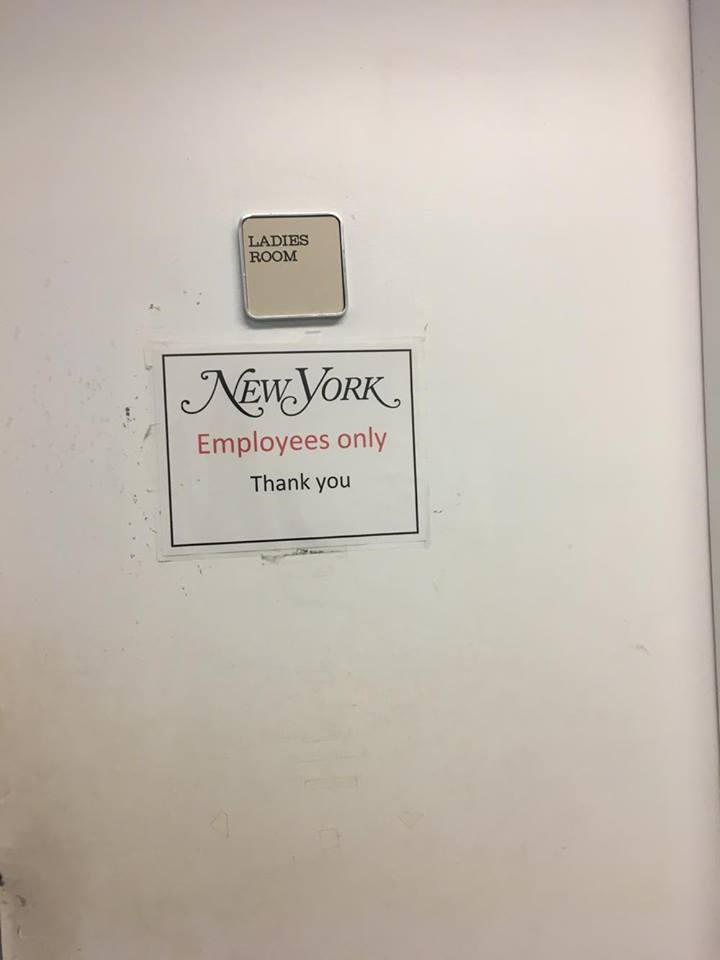 LADIES
ROOM
NEW YORK
Employees only
Thank you